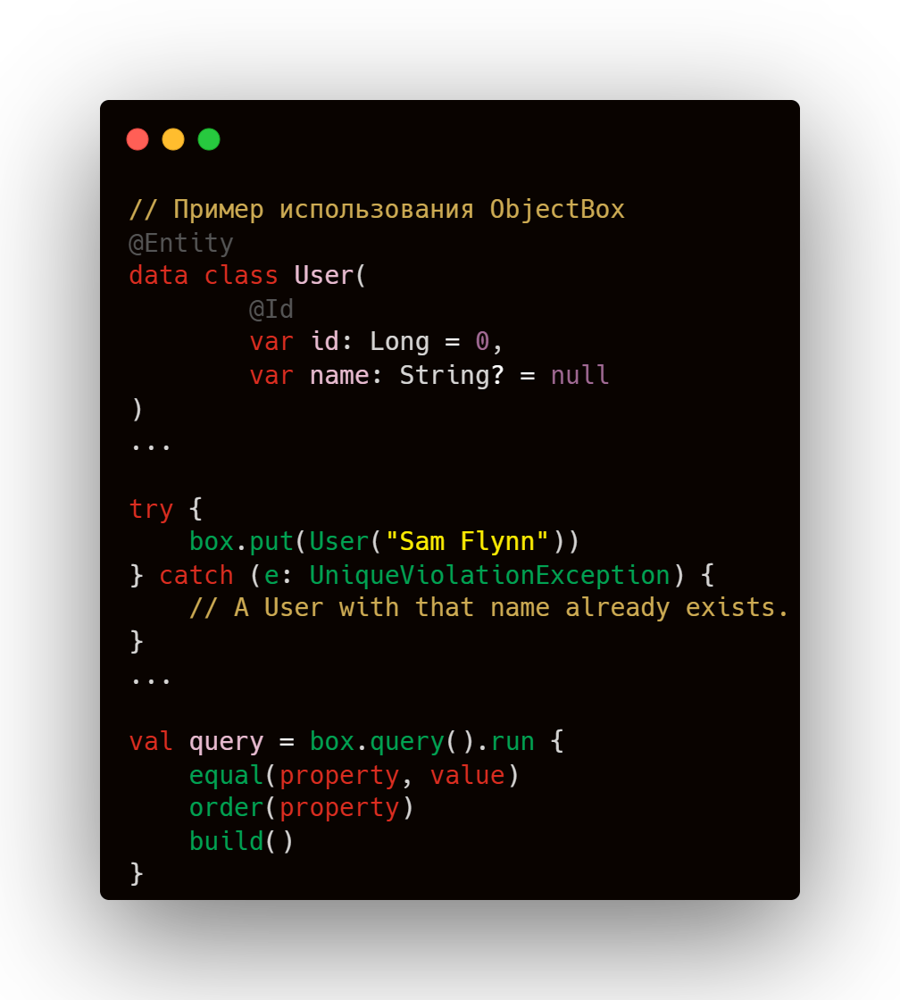 // Пример использования ObjectBox
@Entity
data class User(
        @Id
        var id: Long = 0,
        var name: String? = null
)
...

try {
    box.put(User("Sam Flynn"))
} catch (e: UniqueViolationException) {
    // A User with that name already exists.
}
...

val query = box.query().run {
    equal(property, value)
    order(property)
    build()
}